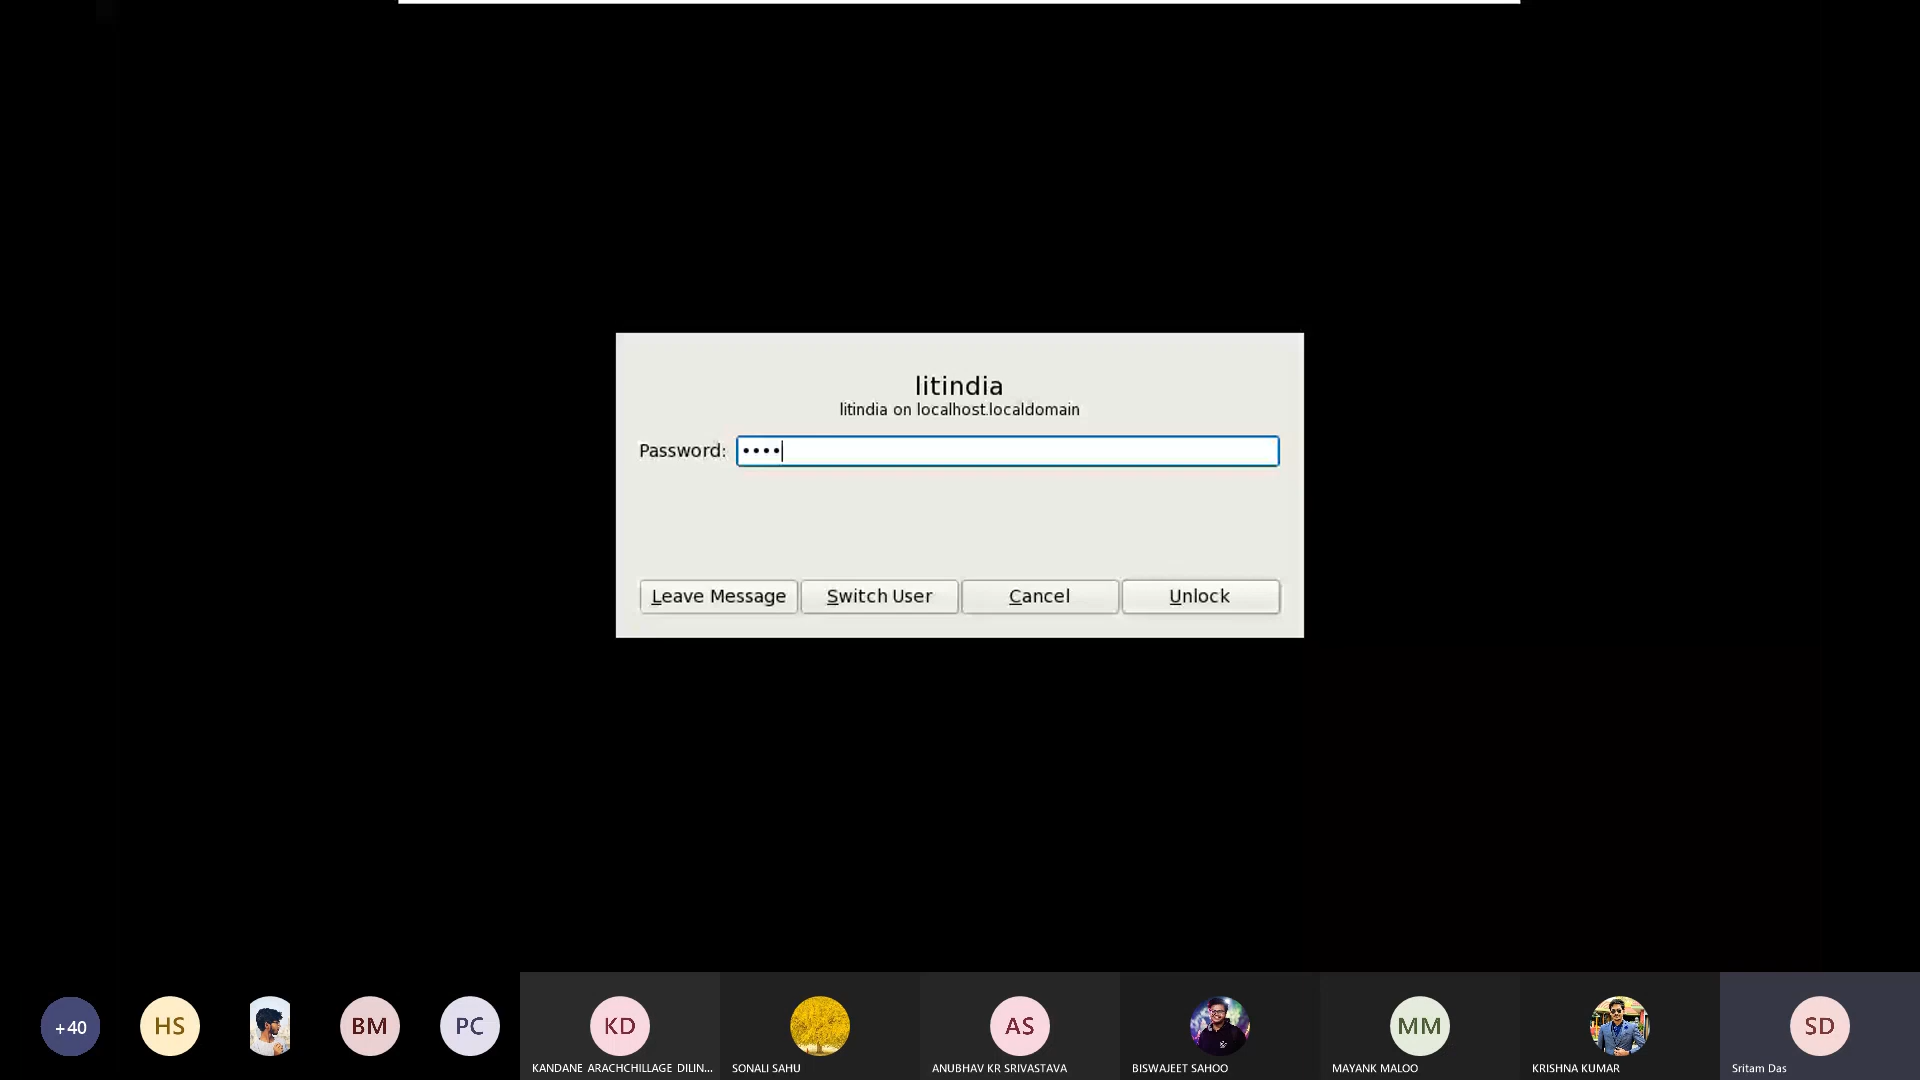 litindia
litindia on localhost.localdomain
Password: ••••
Leave Message Switch User Cancel Unlock
+40 HS BM PC KD AS MM SD
KANDANE ARACHCHILLAGE DILIN... SONALI SAHU ANUBHAV KR SRIVASTAVA BISWAJEET SAHOO MAYANK MALOO KRISHNA KUMAR Sritam Das